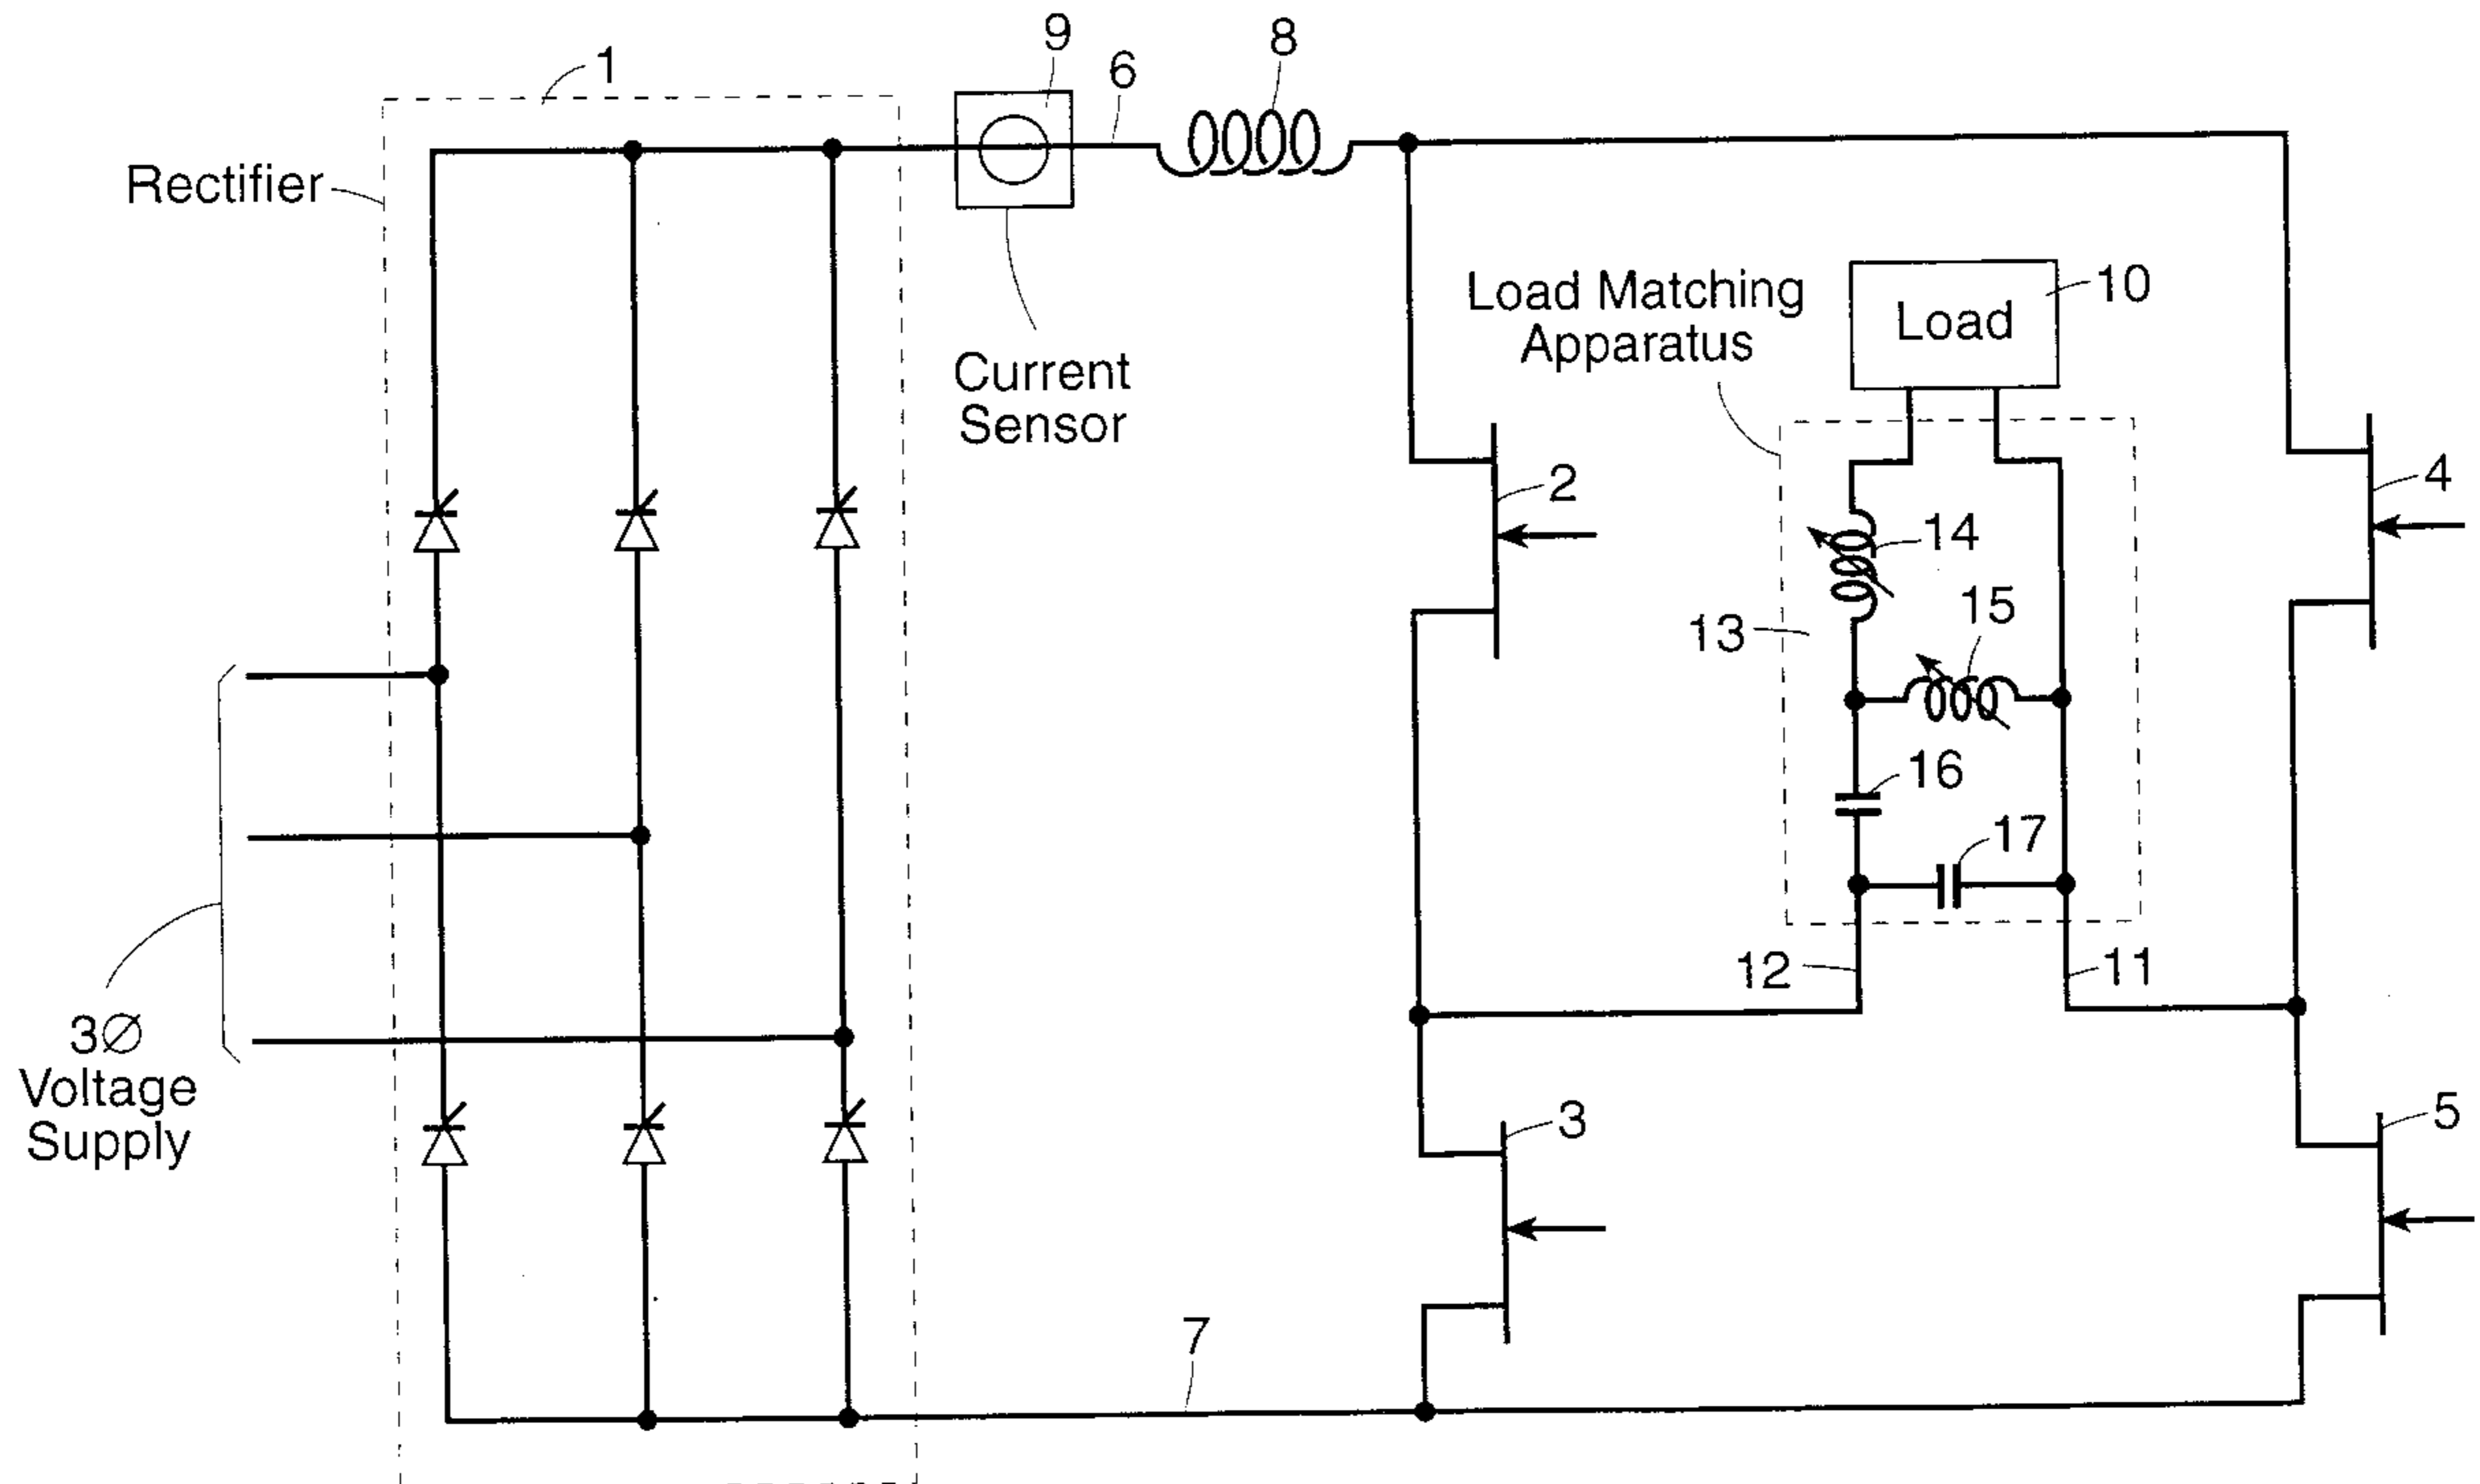 1
9
6
8
Rectifier
Current
Sensor
Load Matching
Apparatus
Load
10
2
4
14
15
13
16
17
12
11
3Ø
Voltage
Supply
3
5
7